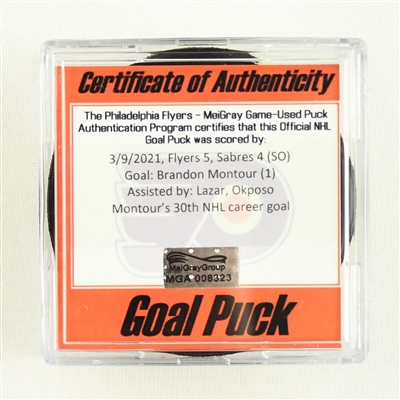 Certificate of Authenticity
The Philadelphia Flyers - MeiGray Game-Used Puck
Authentication Program certifies that this Official NHL
Goal Puck was scored by:
3/9/2021, Flyers 5, Sabres 4 (SO)
Goal: Brandon Montour (1)
Assisted by: Lazar, Okposo
Montour's 30th NHL career goal
MeiGrayGroup
MGA 008323
Goal Puck